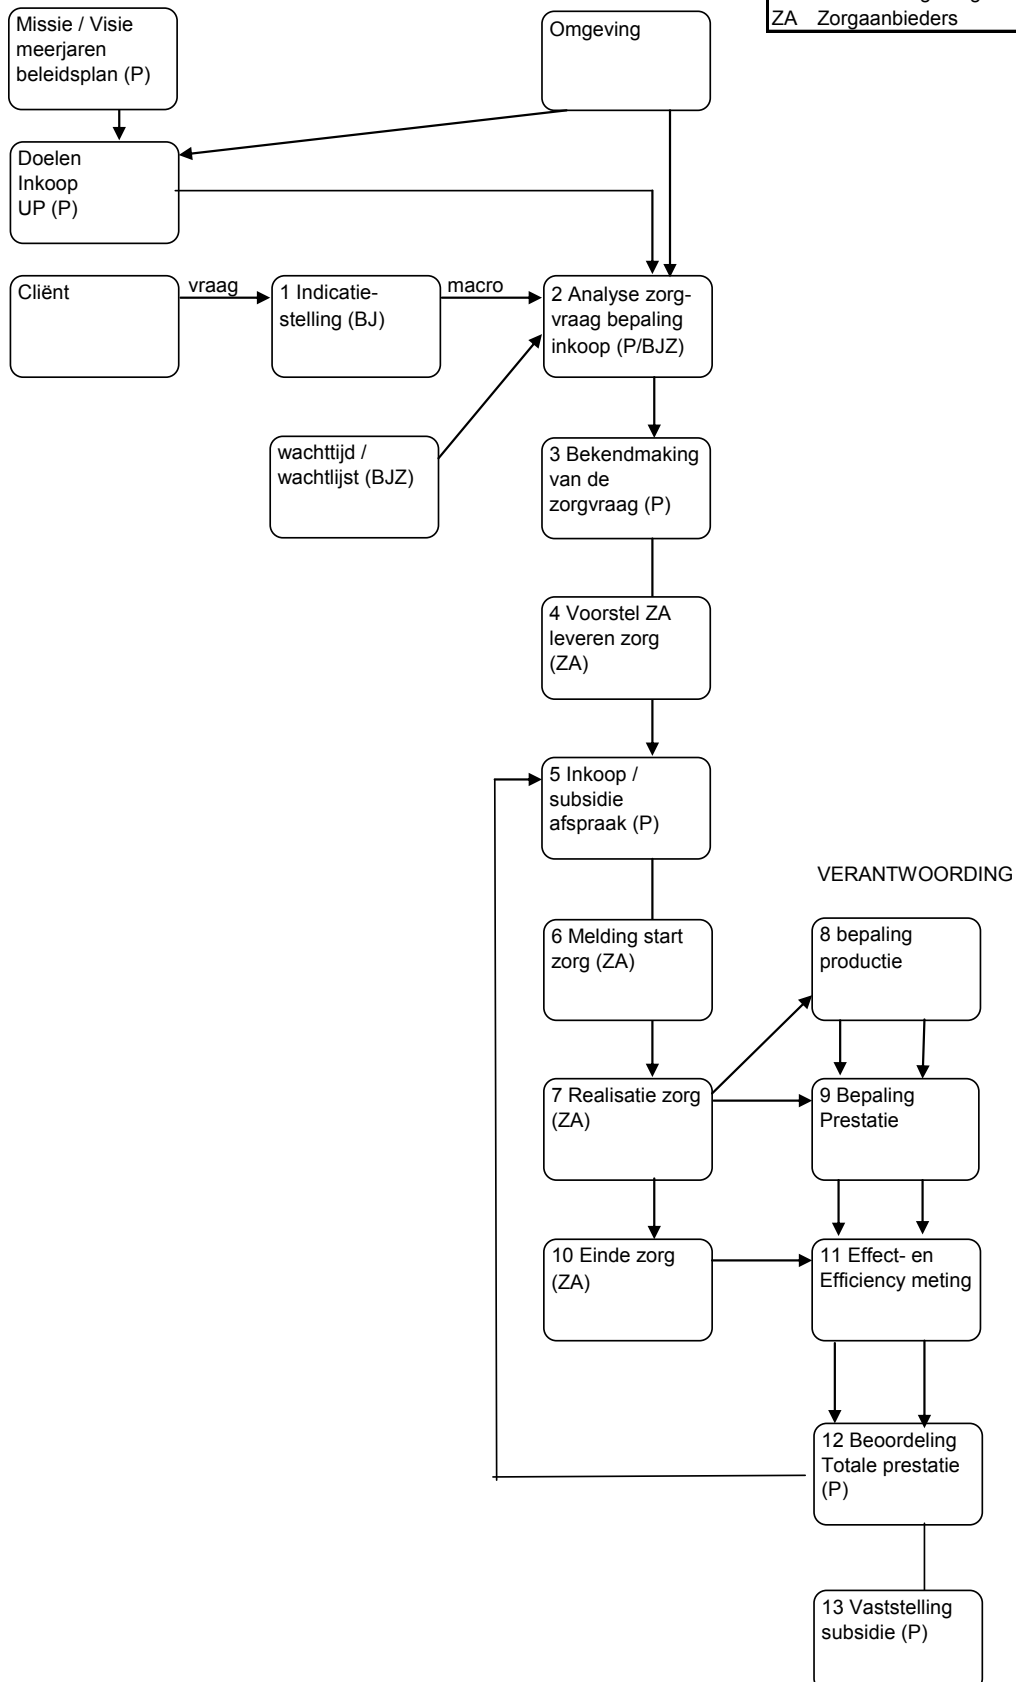 ZA Zorgaanbieders
Missie / Visie
meerjaren
beleidsplan (P)
Omgeving
Doelen
Inkoop
UP (P)
Cliënt
vraag
1 Indicatie-
stelling (BJ)
macro
2 Analyse zorg-
vraag bepaling
inkoop (P/BJZ)
wachttijd /
wachtlijst (BJZ)
3 Bekendmaking
van de
zorgvraag (P)
4 Voorstel ZA
leveren zorg
(ZA)
5 Inkoop /
subsidie
afspraak (P)
VERANTWOORDING
6 Melding start
zorg (ZA)
8 bepaling
productie
7 Realisatie zorg
(ZA)
9 Bepaling
Prestatie
10 Einde zorg
(ZA)
11 Effect- en
Efficiency meting
12 Beoordeling
Totale prestatie
(P)
13 Vaststelling
subsidie (P)